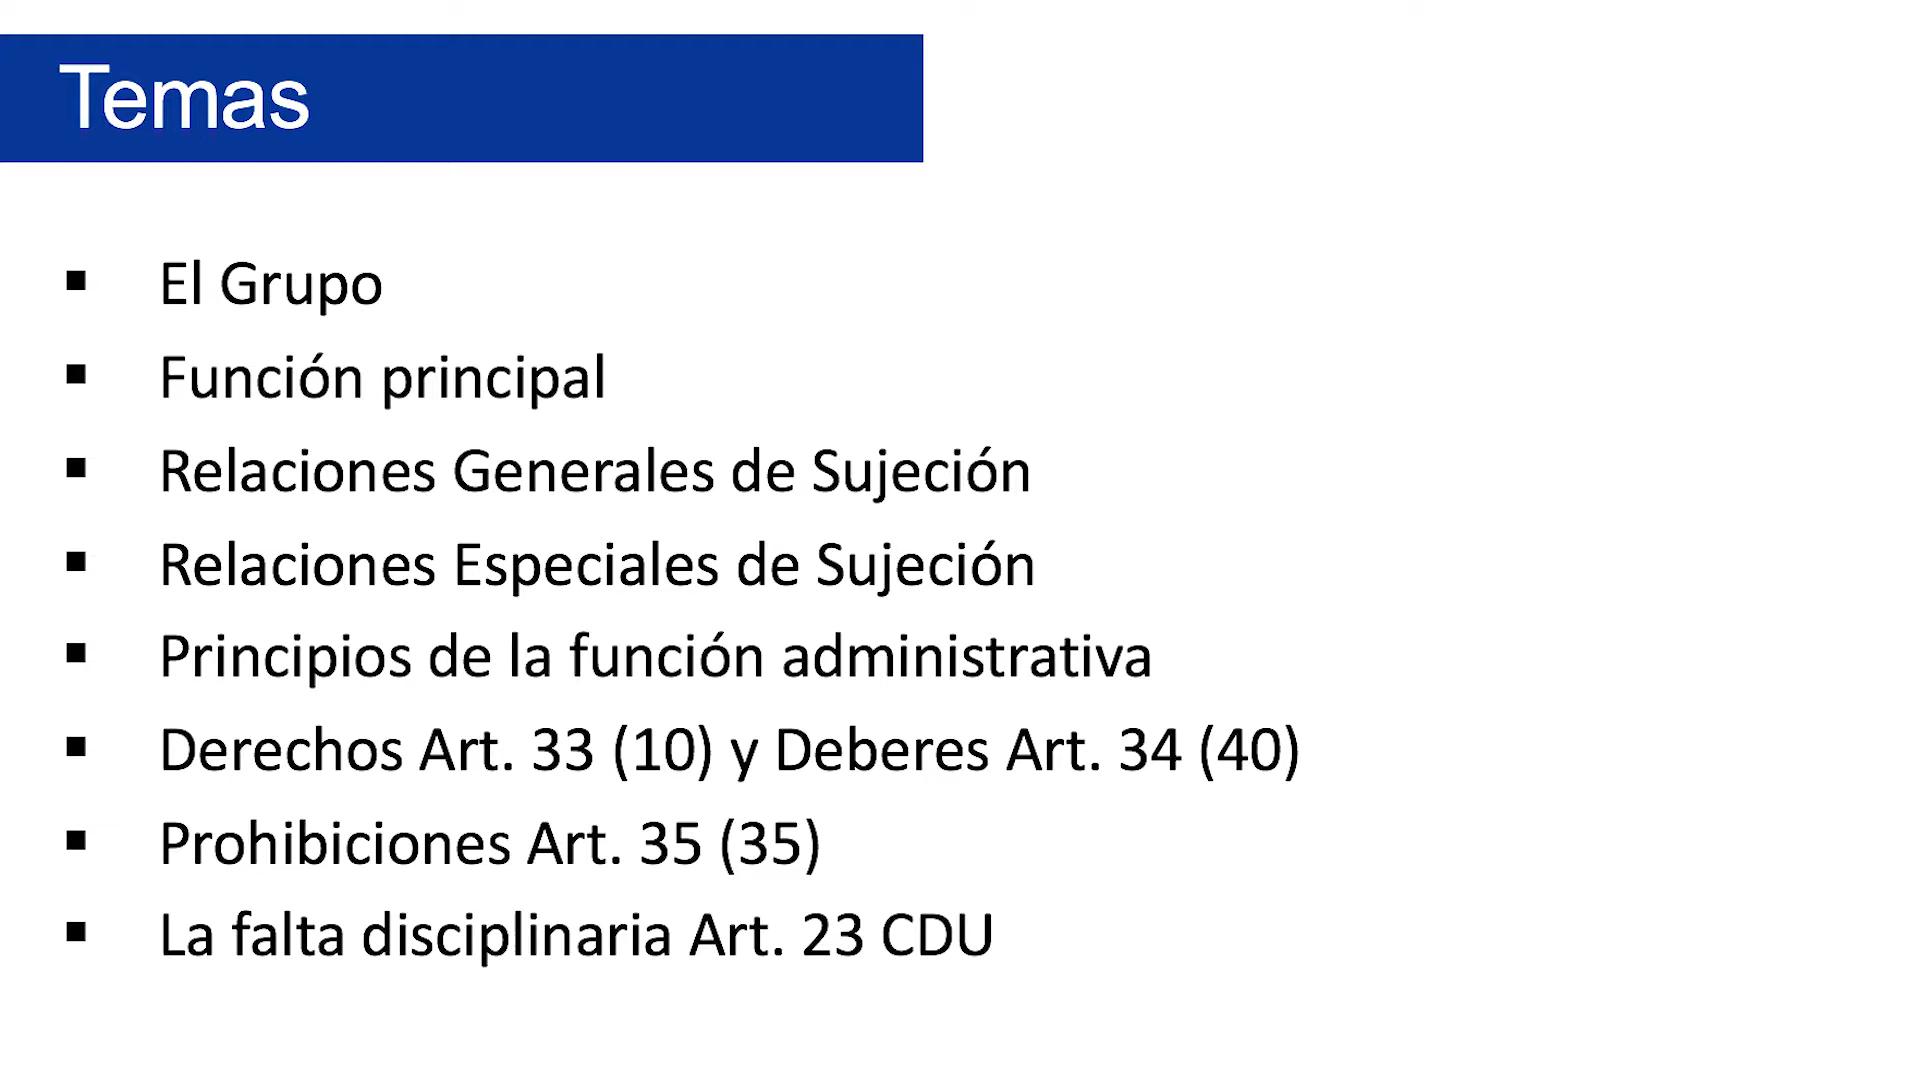 Temas
▪ El Grupo
▪ Función principal
▪ Relaciones Generales de Sujeción
▪ Relaciones Especiales de Sujeción
▪ Principios de la función administrativa
▪ Derechos Art. 33 (10) y Deberes Art. 34 (40)
▪ Prohibiciones Art. 35 (35)
▪ La falta disciplinaria Art. 23 CDU